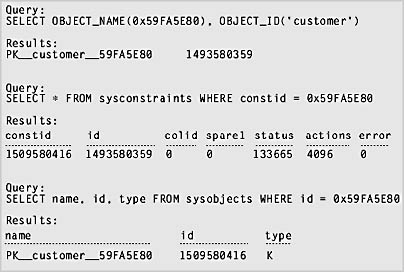 Query:
SELECT OBJECT_NAME(0x59FA5E80), OBJECT_ID('customer')
Results:
PK__customer__59FA5E80 1493580359
Query:
SELECT * FROM sysconstraints WHERE constid = 0x59FA5E80
Results:
constid id colid spare1 status actions error
1509580416 1493580359 0 0 133665 4096 0
Query:
SELECT name, id, type FROM sysobjects WHERE id = 0x59FA5E80
Results:
name id type
PK__customer__59FA5E80 1509580416 K